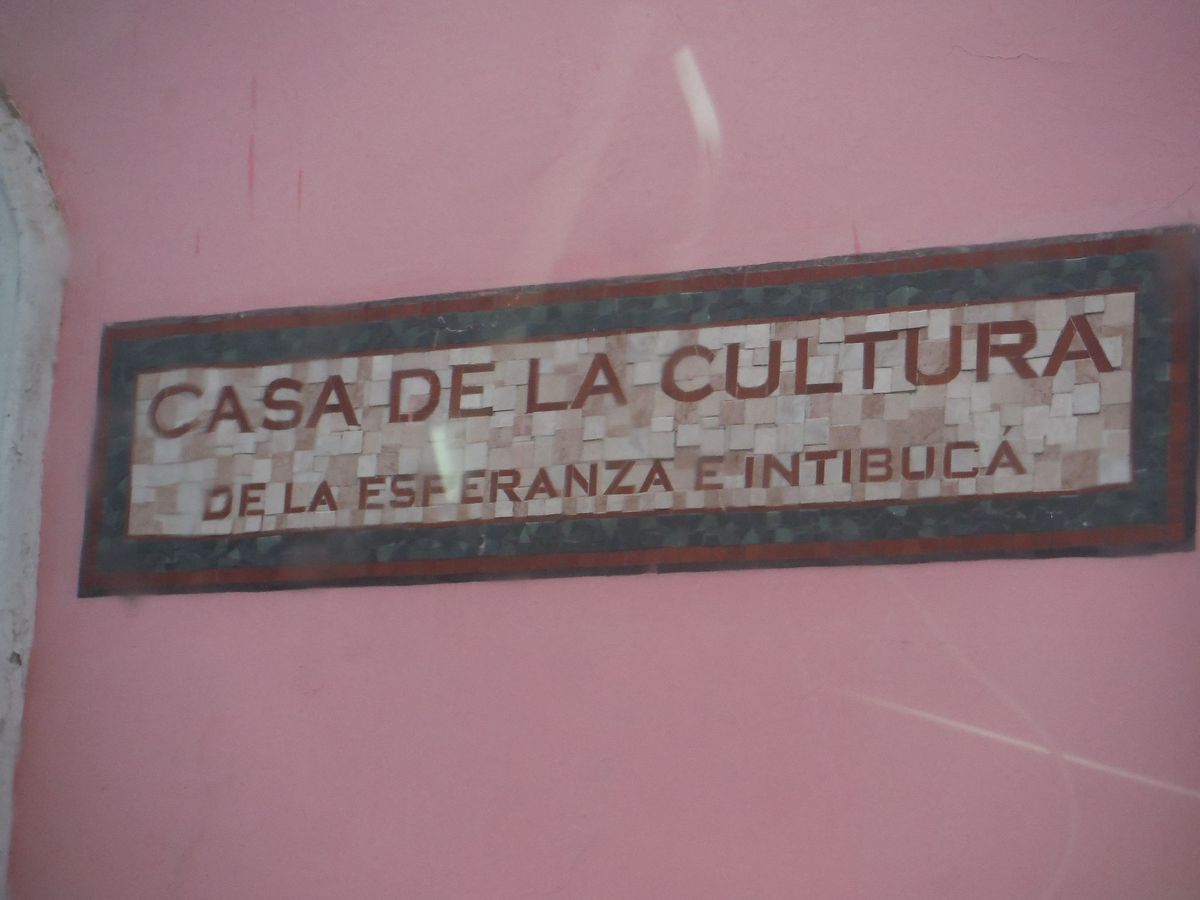 CASA DE LA CULTURA
DE LA ESPERANZA E INTIBUCÁ